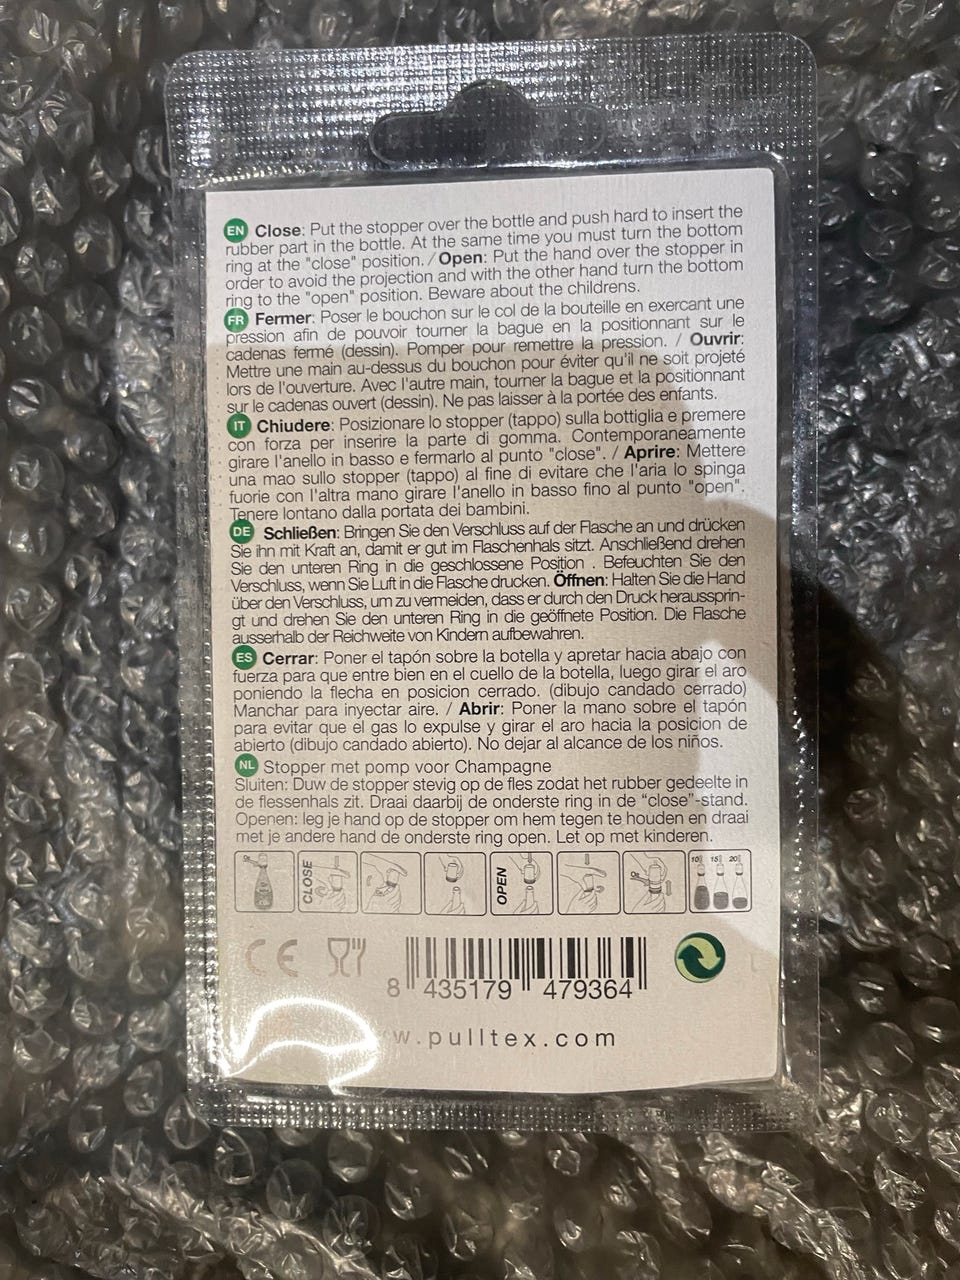 EN Close: Put the stopper over the bottle and push hard to insert the
rubber part in the bottle. At the same time you must turn the bottom
ring at the "close" position. / Open: Put the hand over the stopper in
order to avoid the projection and with the other hand turn the bottom
ring to the "open" position. Beware about the childrens.
FR Fermer: Poser le bouchon sur le col de la bouteille en exercant une
pression afin de pouvoir tourner la bague en la positionnant sur le
cadenas fermé (dessin). Pomper pour remettre la pression. / Ouvrir:
Mettre une main au-dessus du bouchon pour éviter qu'il ne soit projeté
lors de l'ouverture. Avec l'autre main, tourner la bague et la positionnant
sur le cadenas ouvert (dessin). Ne pas laisser à la portée des enfants.
IT Chiudere: Posizionare lo stopper (tappo) sulla bottiglia e premere
con forza per inserire la parte di gomma. Contemporaneamente
girare l'anello in basso e fermarlo al punto "close". / Aprire: Mettere
una mao sullo stopper (tappo) al fine di evitare che l'aria lo spinga
fuorie con l'altra mano girare l'anello in basso fino al punto "open".
Tenere lontano dalla portata dei bambini.
DE Schließen: Bringen Sie den Verschluss auf der Flasche an und drücken
Sie ihn mit Kraft an, damit er gut im Flaschenhals sitzt. Anschließend drehen
Sie den unteren Ring in die geschlossene Position . Befeuchten Sie den
Verschluss, wenn Sie Luft in die Flasche drucken. Öffnen: Halten Sie die Hand
über den Verschluss, um zu vermeiden, dass er durch den Druck herausssprin-
gt und drehen Sie den unteren Ring in die geöffnete Position. Die Flasche
ausserhalb der Reichweite von Kindern aufbewahren.
ES Cerrar: Poner el tapón sobre la botella y apretar hacia abajo con
fuerza para que entre bien en el cuello de la botella, luego girar el aro
poniendo la flecha en posicion cerrado. (dibujo candado cerrado)
Manchar para inyectar aire. / Abrir: Poner la mano sobre el tapón
para evitar que el gas lo expulse y girar el aro hacia la posicion de
abierto (dibujo candado abierto). No dejar al alcance de los niños.
NL Stopper met pomp voor Champagne
Sluiten: Duw de stopper stevig op de fles zodat het rubber gedeelte in
de flessenhals zit. Draai daarbij de onderste ring in de "close"-stand.
Openen: leg je hand op de stopper om hem tegen te houden en draai
met je andere hand de onderste ring open. Let op met kinderen.
CLOSE OPEN 10 15 20
CE
8 435179 479364
w.pulltex.com